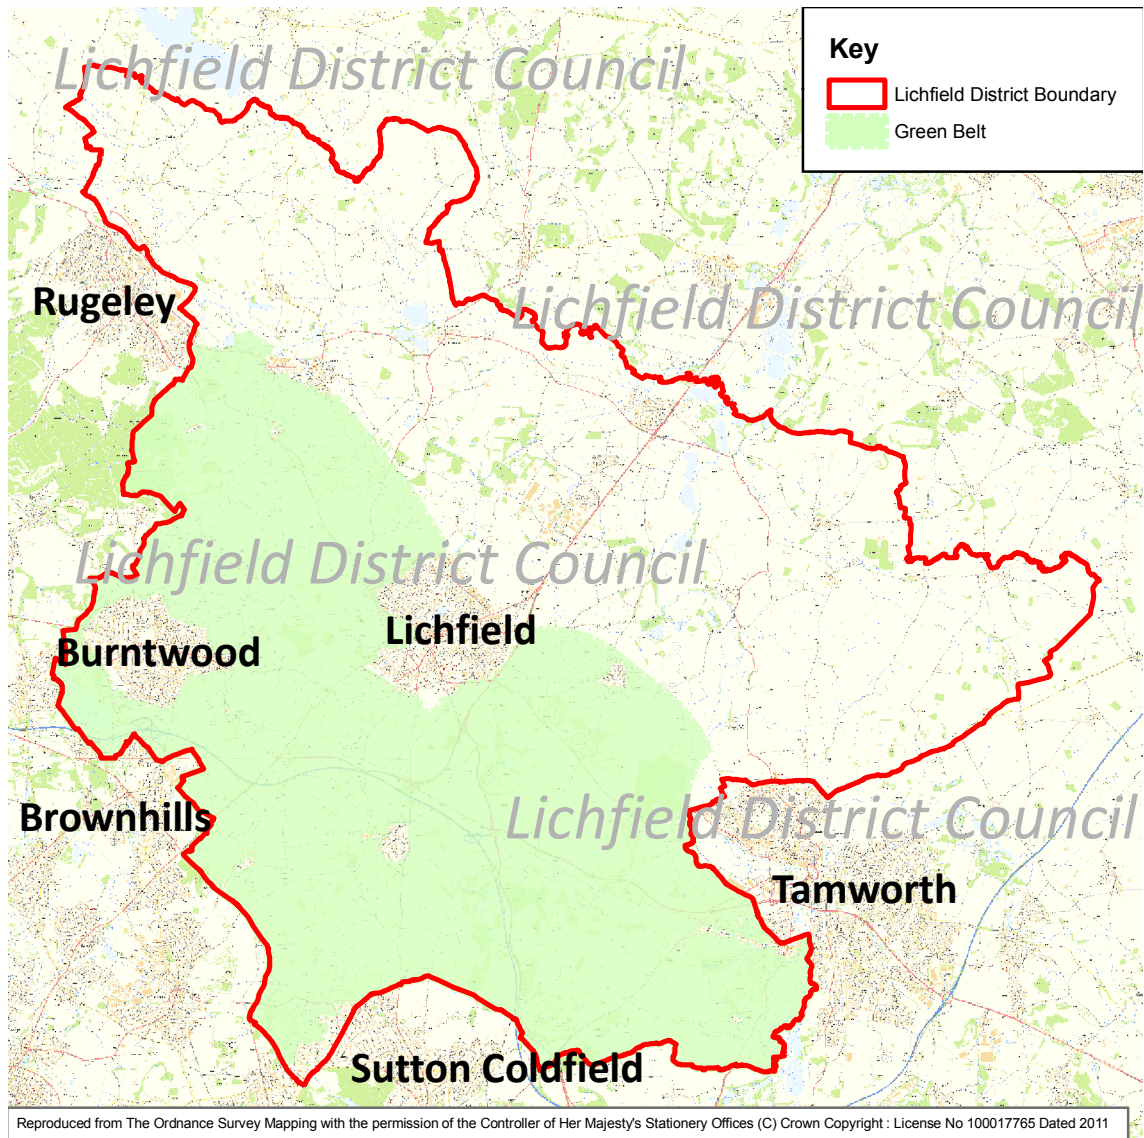 Lichfield District Council
Key
Lichfield District Boundary
Green Belt
Rugeley
Lichfield District Council
Lichfield District Council
Lichfield
Burntwood
Brownhills
Lichfield District Council
Tamworth
Sutton Coldfield
Reproduced from The Ordnance Survey Mapping with the permission of the Controller of Her Majesty's Stationery Offices (C) Crown Copyright : License No 100017765 Dated 2011